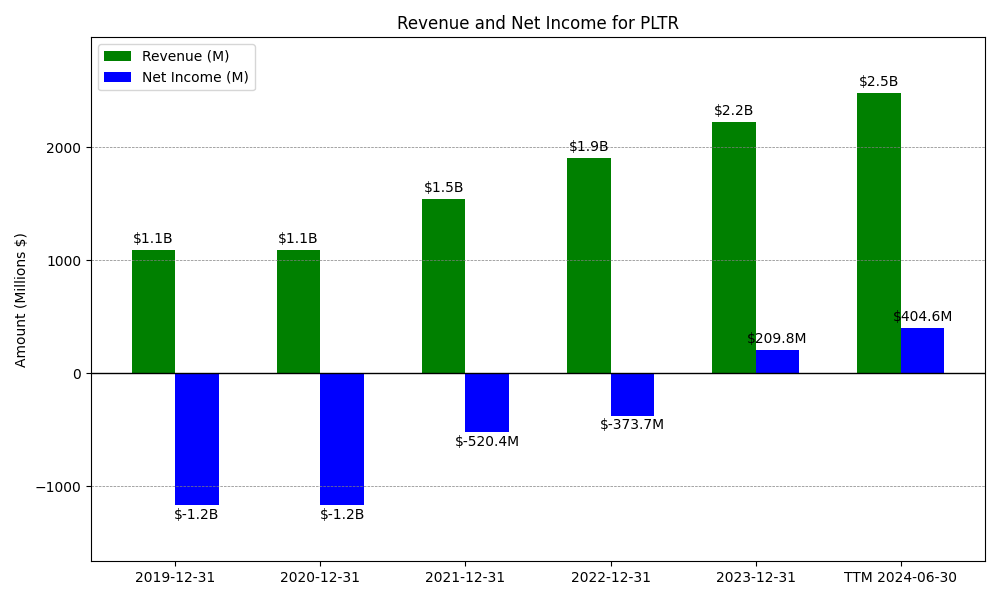 Revenue and Net Income for PLTR
Revenue (M)
Net Income (M)
Amount (Millions $)
2000
1000
0
−1000
$1.1B
$1.1B
$1.5B
$1.9B
$2.2B
$2.5B
$-1.2B
$-1.2B
$-520.4M
$-373.7M
$209.8M
$404.6M
2019-12-31
2020-12-31
2021-12-31
2022-12-31
2023-12-31
TTM 2024-06-30